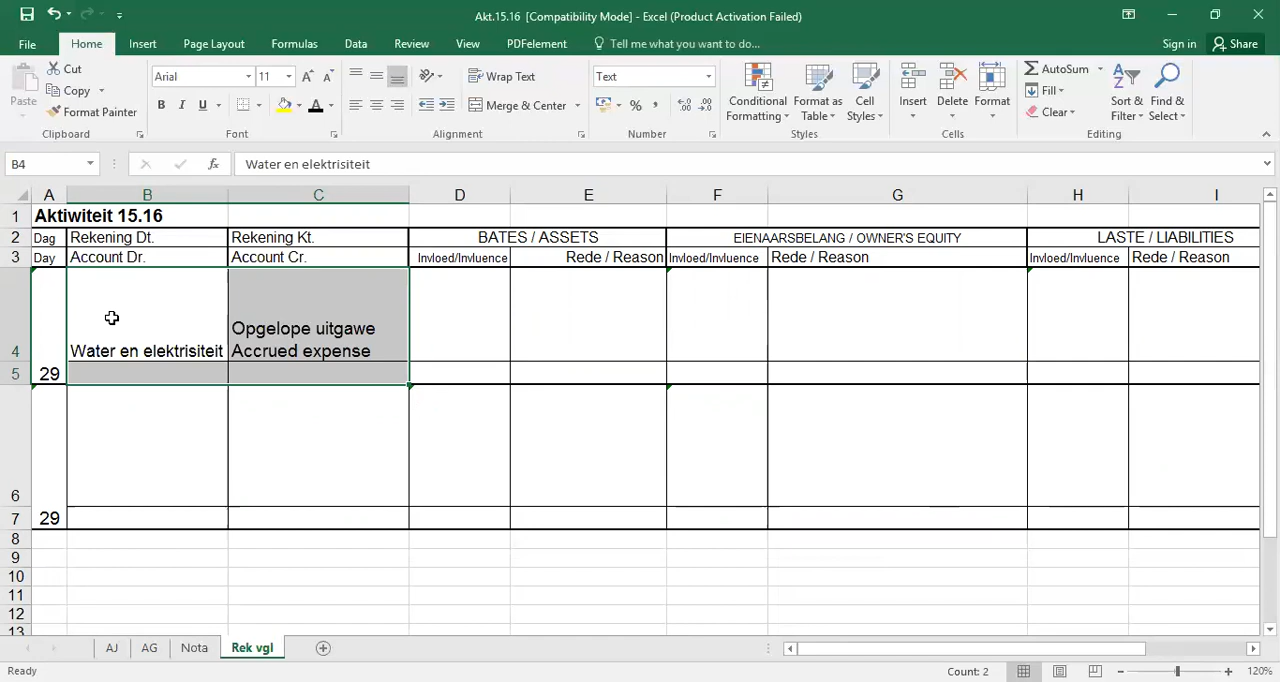 Akt.15.16 [Compatibility Mode] - Excel (Product Activation Failed)
File Home Insert Page Layout Formulas Data Review View PDFelement Tell me what you want to do... Sign in Share
Paste Cut Copy Format Painter Clipboard
Arial 11 A A B I U A Font
Wrap Text Merge & Center Alignment
Text % , Number
Conditional Formatting Format as Table Cell Styles Styles
Insert Delete Format Cells
AutoSum Fill Clear Sort & Filter Find & Select Editing
B4 fx Water en elektrisiteit
A B C D E F G H I
1 Aktiwiteit 15.16
2 Dag Rekening Dt. Rekening Kt. BATES / ASSETS EIENAARSBELANG / OWNER'S EQUITY LASTE / LIABILITIES
3 Day Account Dr. Account Cr. Invloed/Invluence Rede / Reason Invloed/Invluence Rede / Reason Invloed/Invluence Rede / Reason
Opgelope uitgawe
4 Water en elektrisiteit Accrued expense
5 29
6
7 29
8
9
10
11
12
13
AJ AG Nota Rek vgl
Ready Count: 2 120%